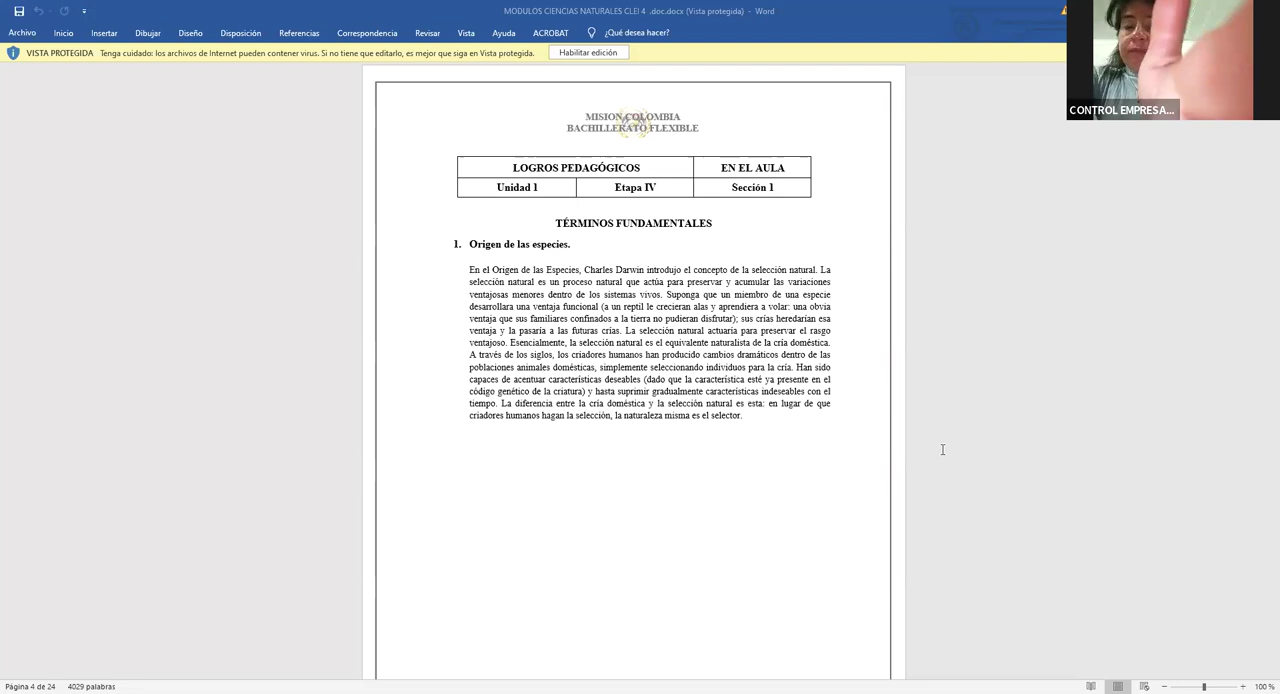 MODULOS CIENCIAS NATURALES CLEI 4 .doc.docx (Vista protegida) - Word
Archivo Inicio Insertar Dibujar Diseño Disposición Referencias Correspondencia Revisar Vista Ayuda ACROBAT ¿Qué desea hacer?
VISTA PROTEGIDA Tenga cuidado: los archivos de Internet pueden contener virus. Si no tiene que editarlo, es mejor que siga en Vista protegida. Habilitar edición
CONTROL EMPRESA...
MISION COLOMBIA
BACHILLERATO FLEXIBLE
LOGROS PEDAGÓGICOS EN EL AULA
Unidad 1 Etapa IV Sección 1
TÉRMINOS FUNDAMENTALES
1. Origen de las especies.
En el Origen de las Especies, Charles Darwin introdujo el concepto de la selección natural. La
selección natural es un proceso natural que actúa para preservar y acumular las variaciones
ventajosas menores dentro de los sistemas vivos. Suponga que un miembro de una especie
desarrollara una ventaja funcional (a un reptil le crecieran alas y aprendiera a volar: una obvia
ventaja que sus familiares confinados a la tierra no pudieran disfrutar); sus crías heredarían esa
ventaja y la pasaría a las futuras crías. La selección natural actuaría para preservar el rasgo
ventajoso. Esencialmente, la selección natural es el equivalente naturalista de la cría doméstica.
A través de los siglos, los criadores humanos han producido cambios dramáticos dentro de las
poblaciones animales domésticas, simplemente seleccionando individuos para la cría. Han sido
capaces de acentuar características deseables (dado que la característica esté ya presente en el
código genético de la criatura) y hasta suprimir gradualmente características indeseables con el
tiempo. La diferencia entre la cría doméstica y la selección natural es esta: en lugar de que
criadores humanos hagan la selección, la naturaleza misma es el selector.
Página 4 de 24 4029 palabras 100 %